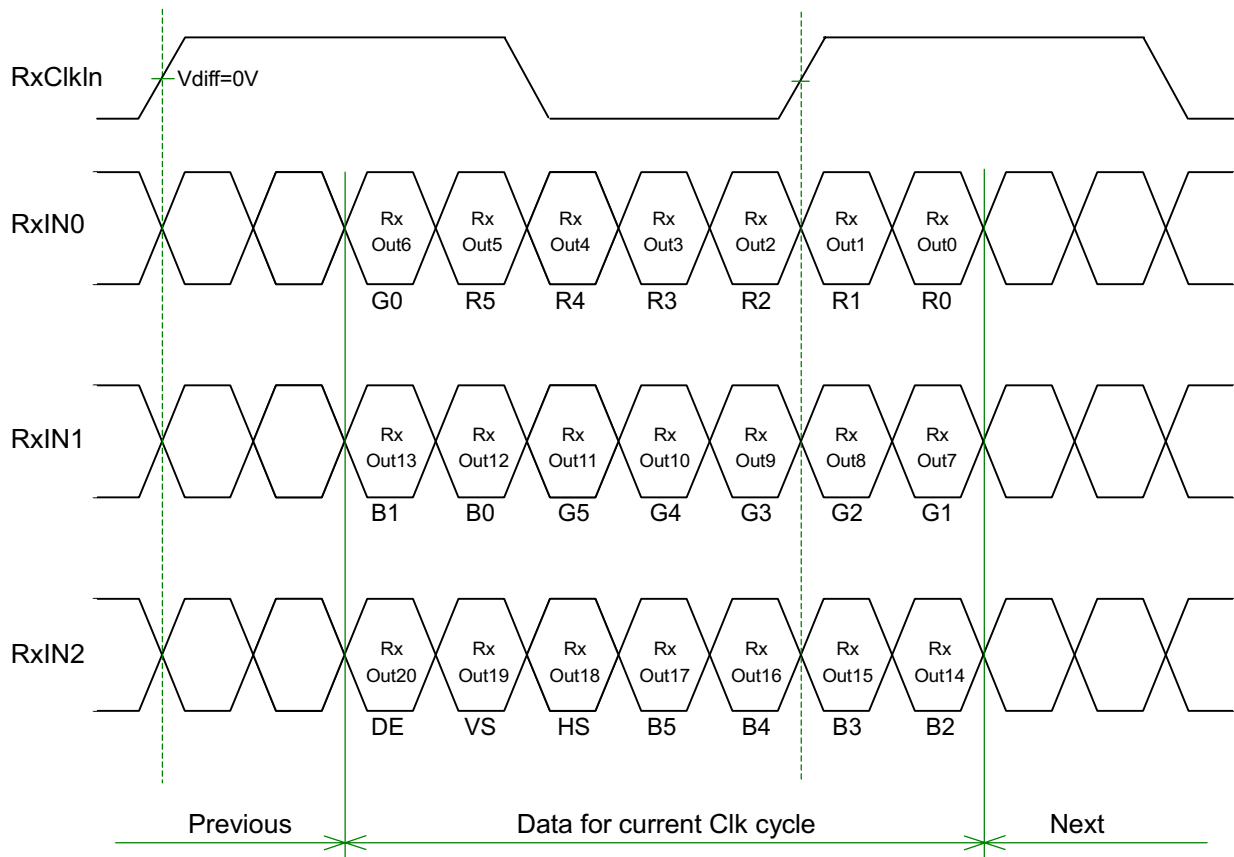 RxClkIn
Vdiff=0V
RxIN0
Rx Rx Rx Rx Rx Rx Rx
Out6 Out5 Out4 Out3 Out2 Out1 Out0
G0 R5 R4 R3 R2 R1 R0
RxIN1
Rx Rx Rx Rx Rx Rx Rx
Out13 Out12 Out11 Out10 Out9 Out8 Out7
B1 B0 G5 G4 G3 G2 G1
RxIN2
Rx Rx Rx Rx Rx Rx Rx
Out20 Out19 Out18 Out17 Out16 Out15 Out14
DE VS HS B5 B4 B3 B2
Previous Data for current Clk cycle Next